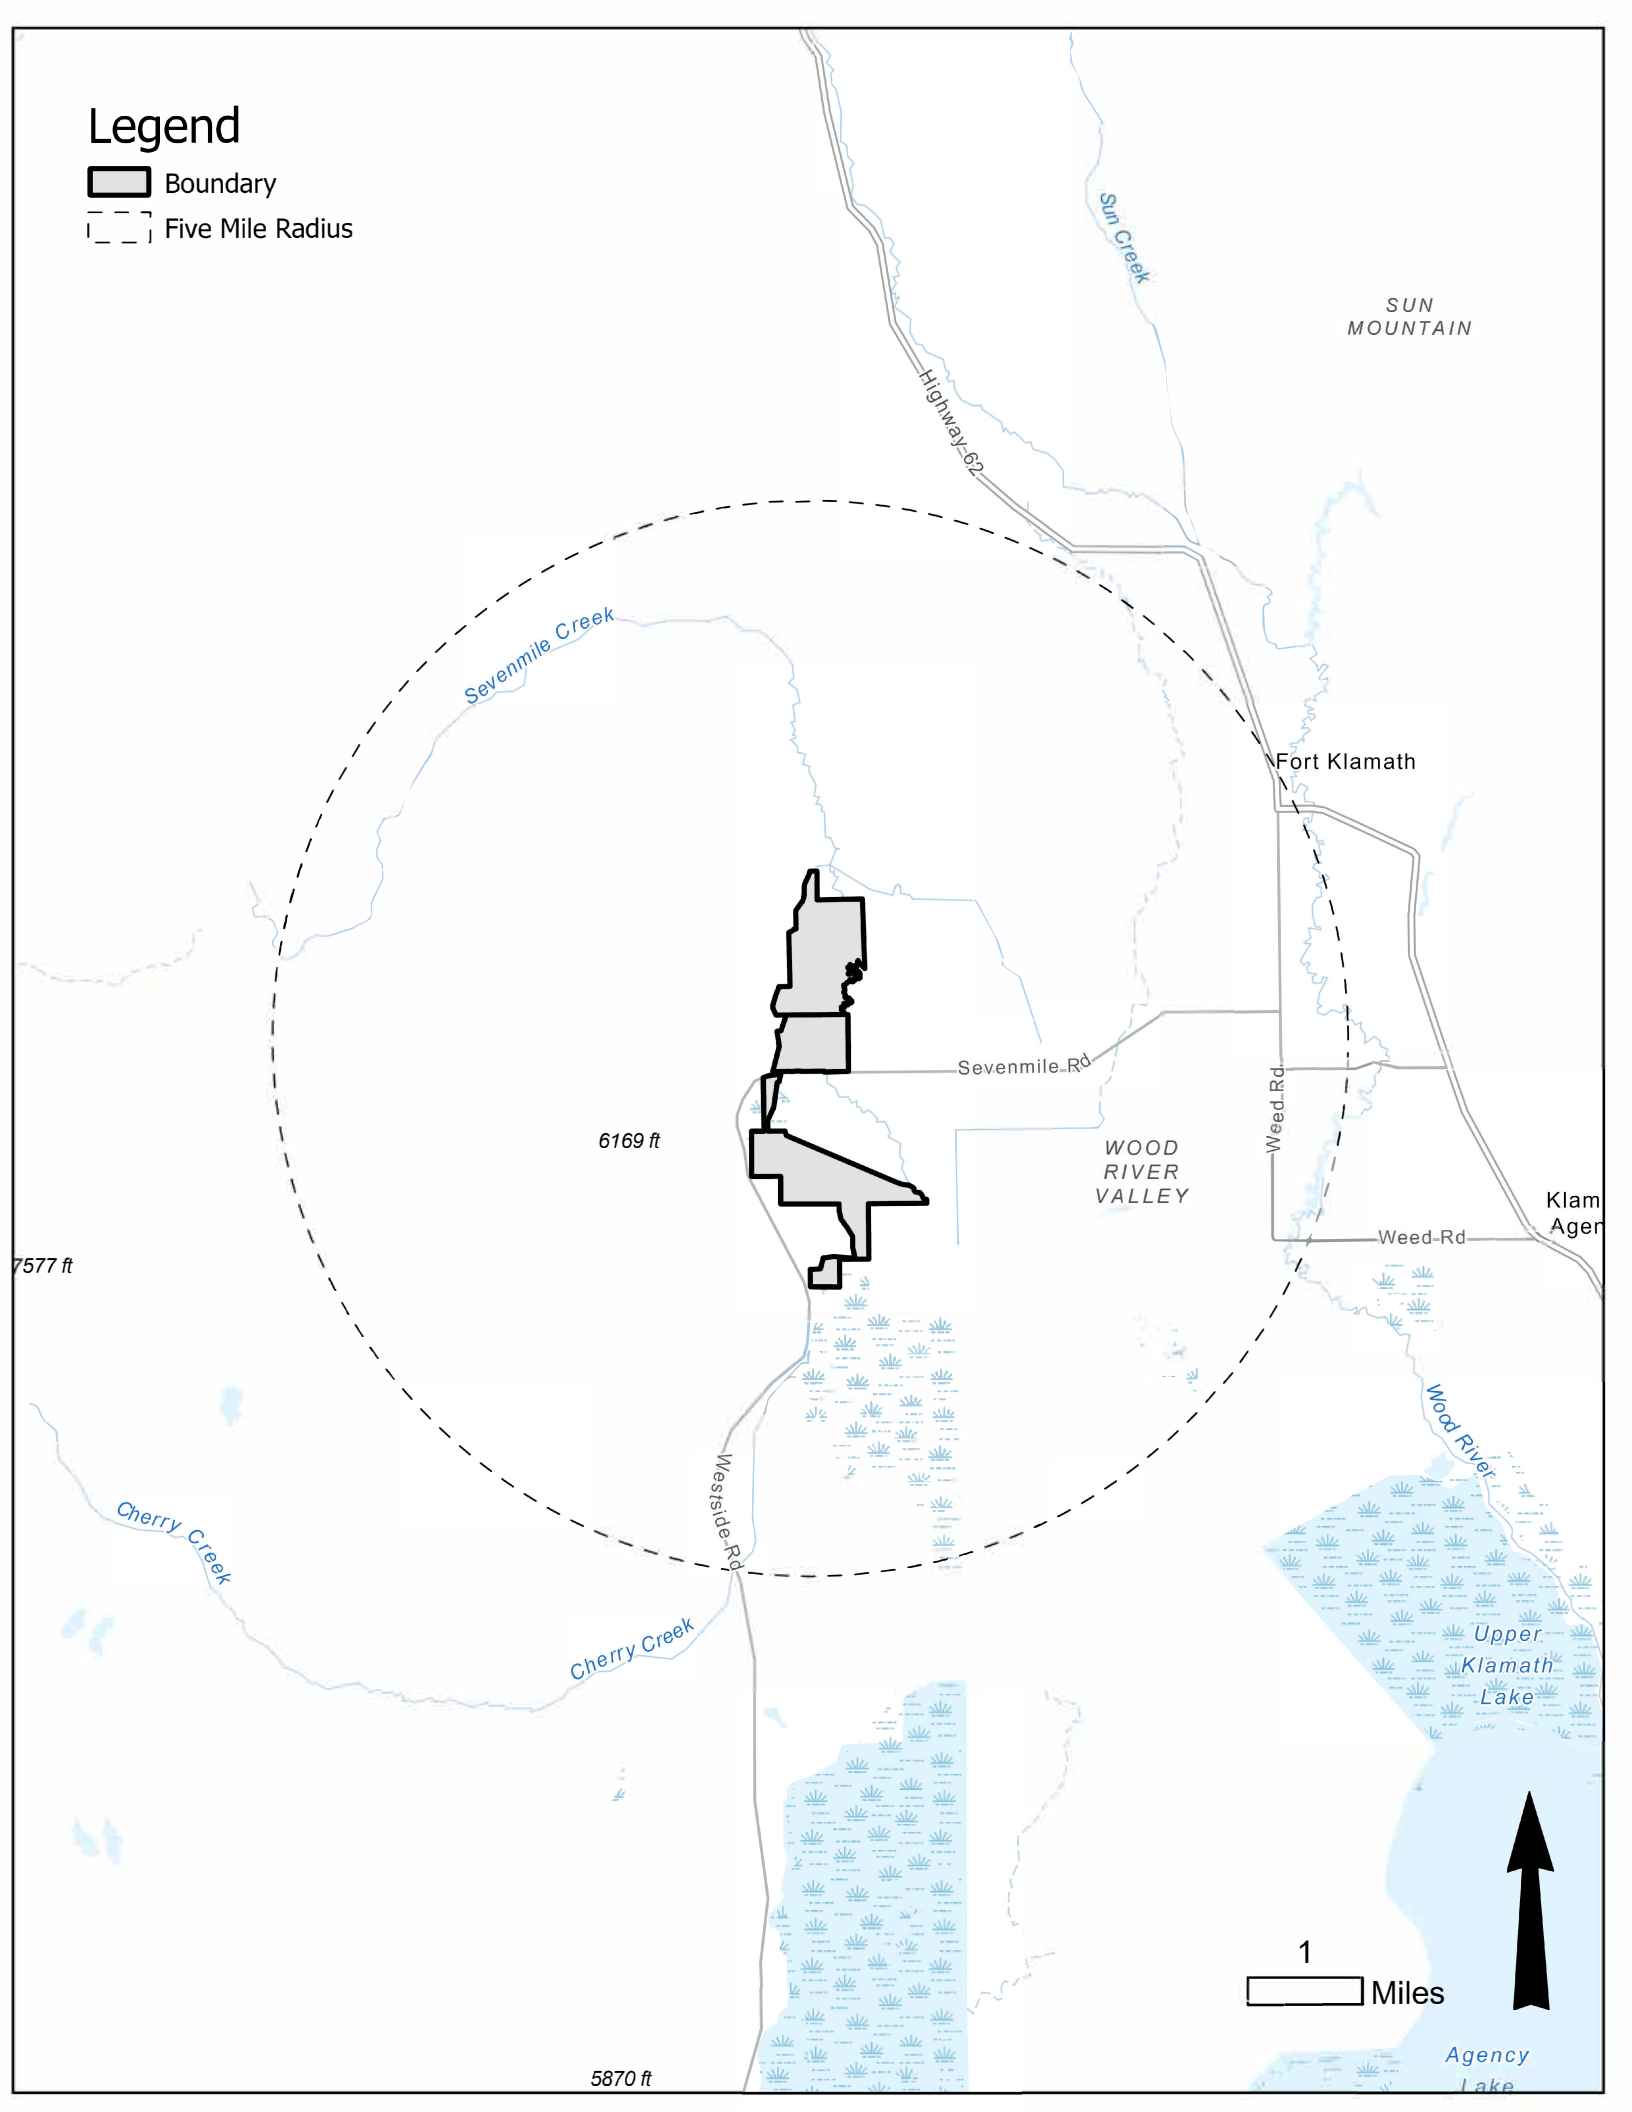 Legend
Boundary
Five Mile Radius
Sun Creek
SUN
MOUNTAIN
Highway 62
Sevenmile Creek
Fort Klamath
Sevenmile Rd
Weed Rd
6169 ft
WOOD
RIVER
VALLEY
Klam
Agen
Weed Rd
7577 ft
Wood River
Westside Rd
Cherry Creek
Cherry Creek
Upper
Klamath
Lake
1
Miles
Agency
Lake
5870 ft